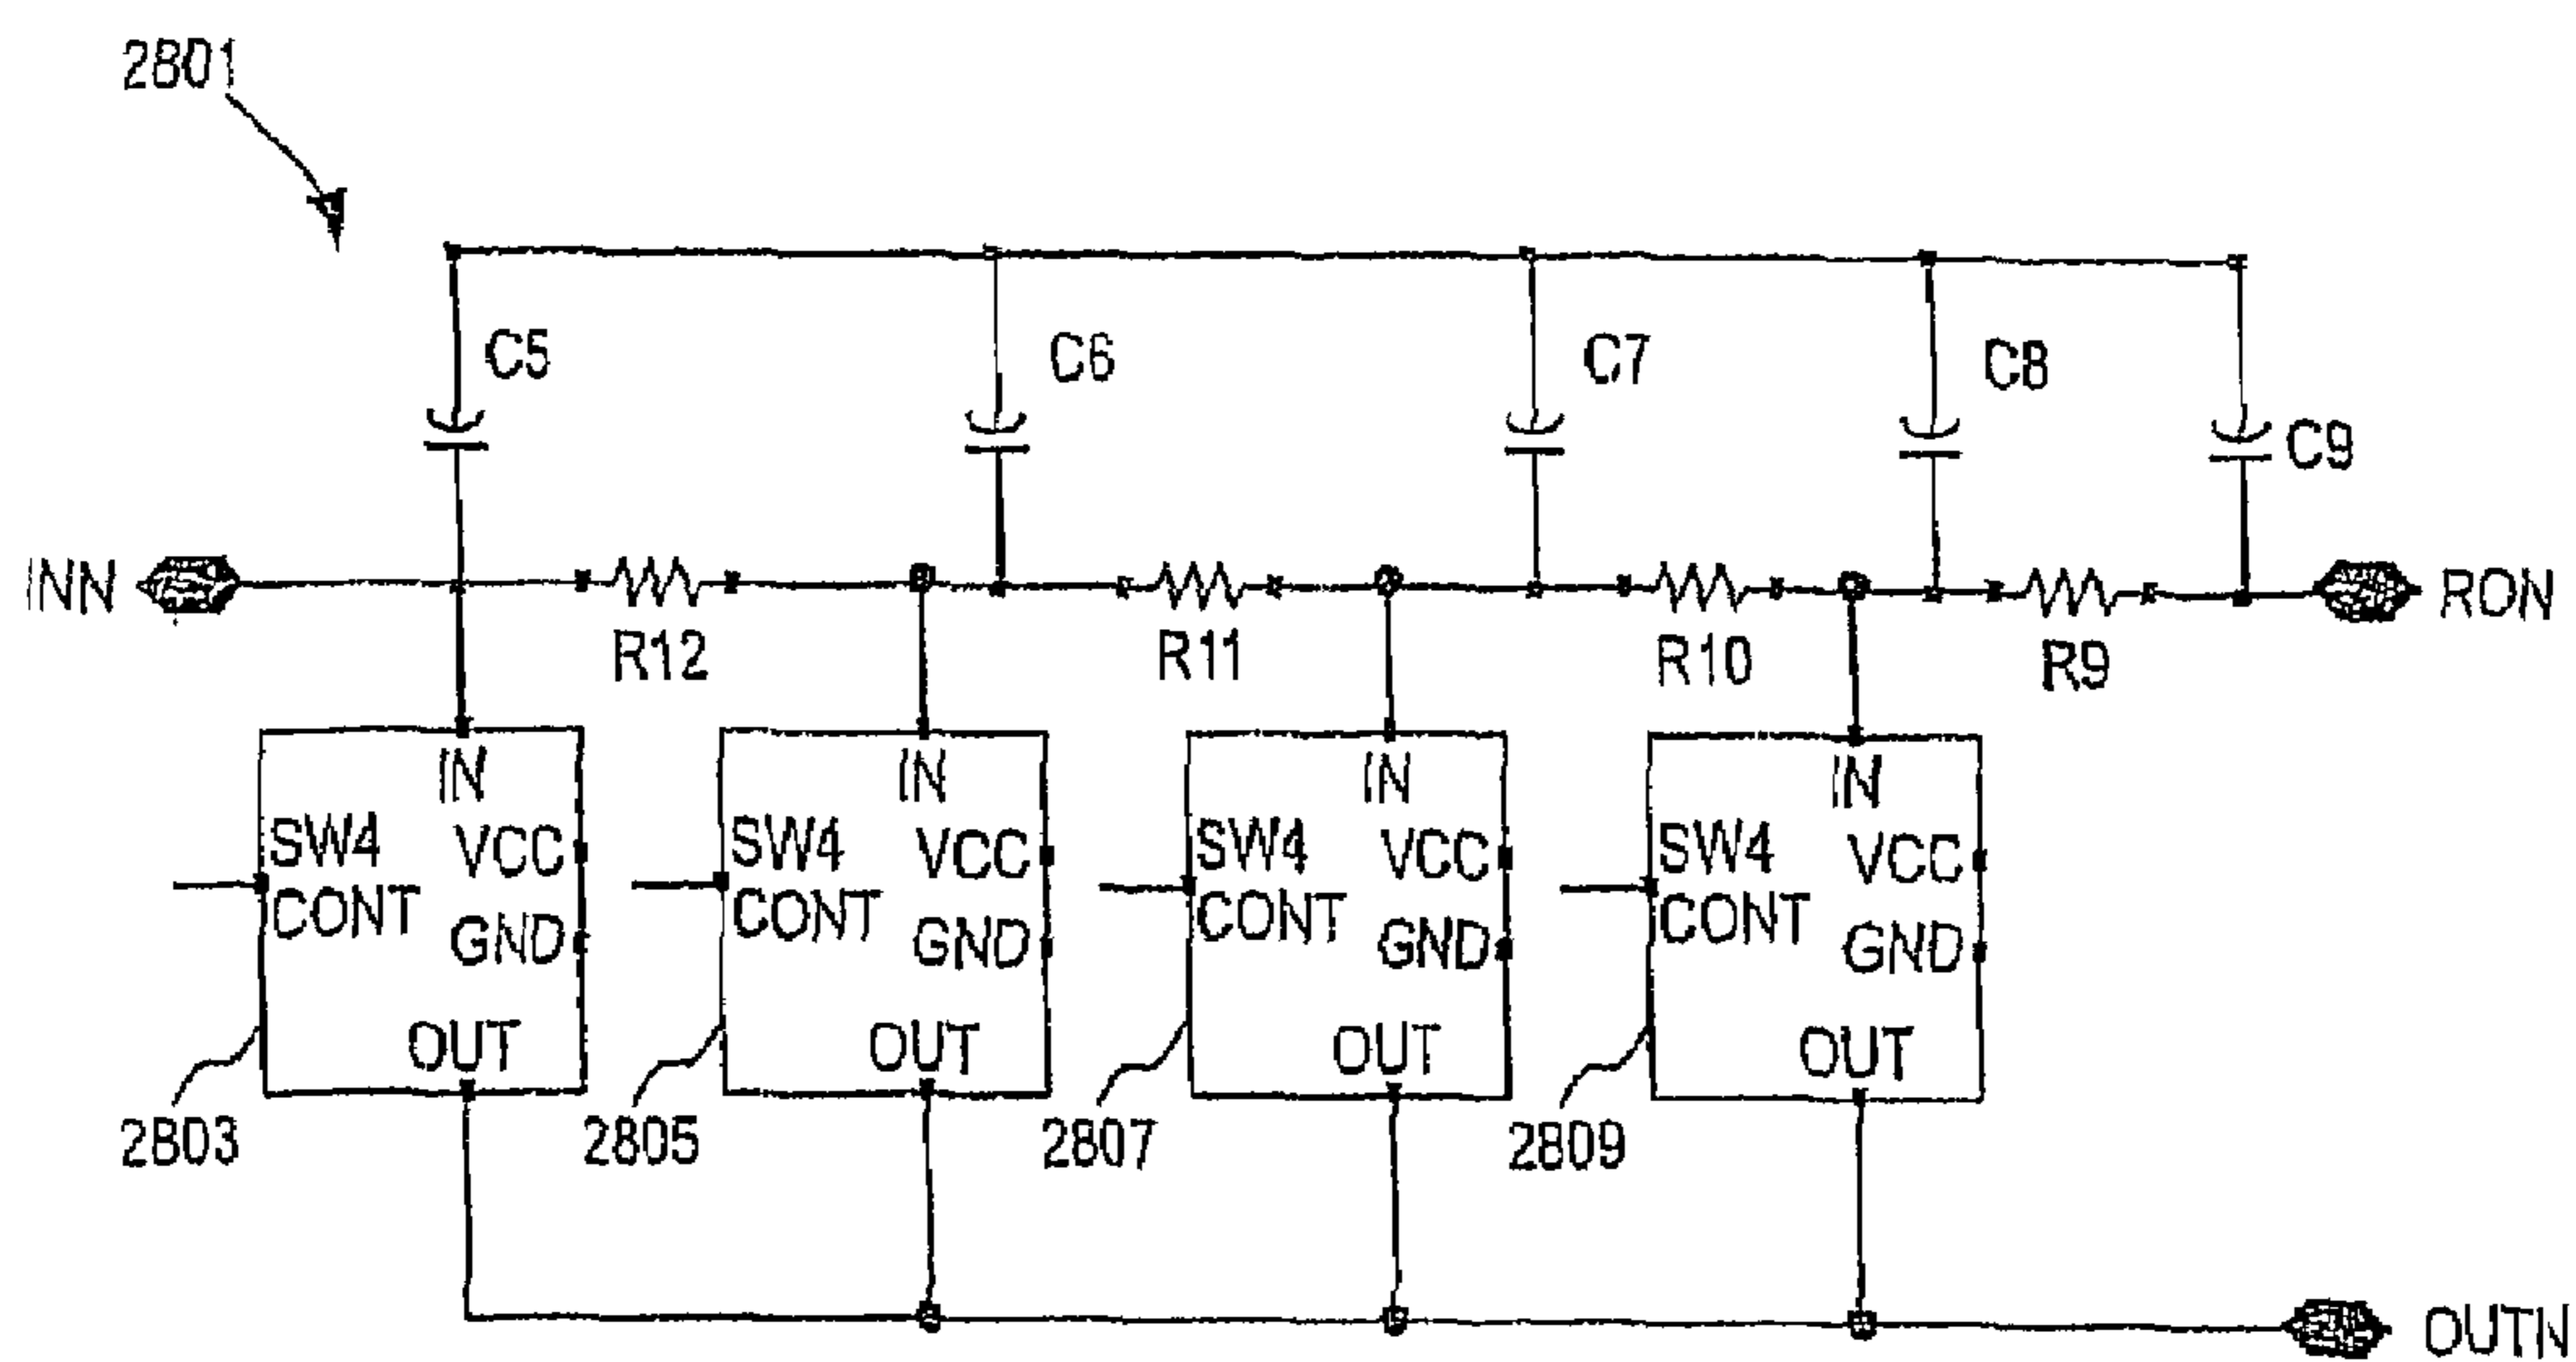 2801
C5
C6
C7
C8
C9
INN
R12
R11
R10
R9
RON
IN
SW4
VCC
CONT
GND
OUT
IN
SW4
VCC
CONT
GND
OUT
IN
SW4
VCC
CONT
GND
OUT
IN
SW4
VCC
CONT
GND
OUT
2803
2805
2807
2809
OUTN